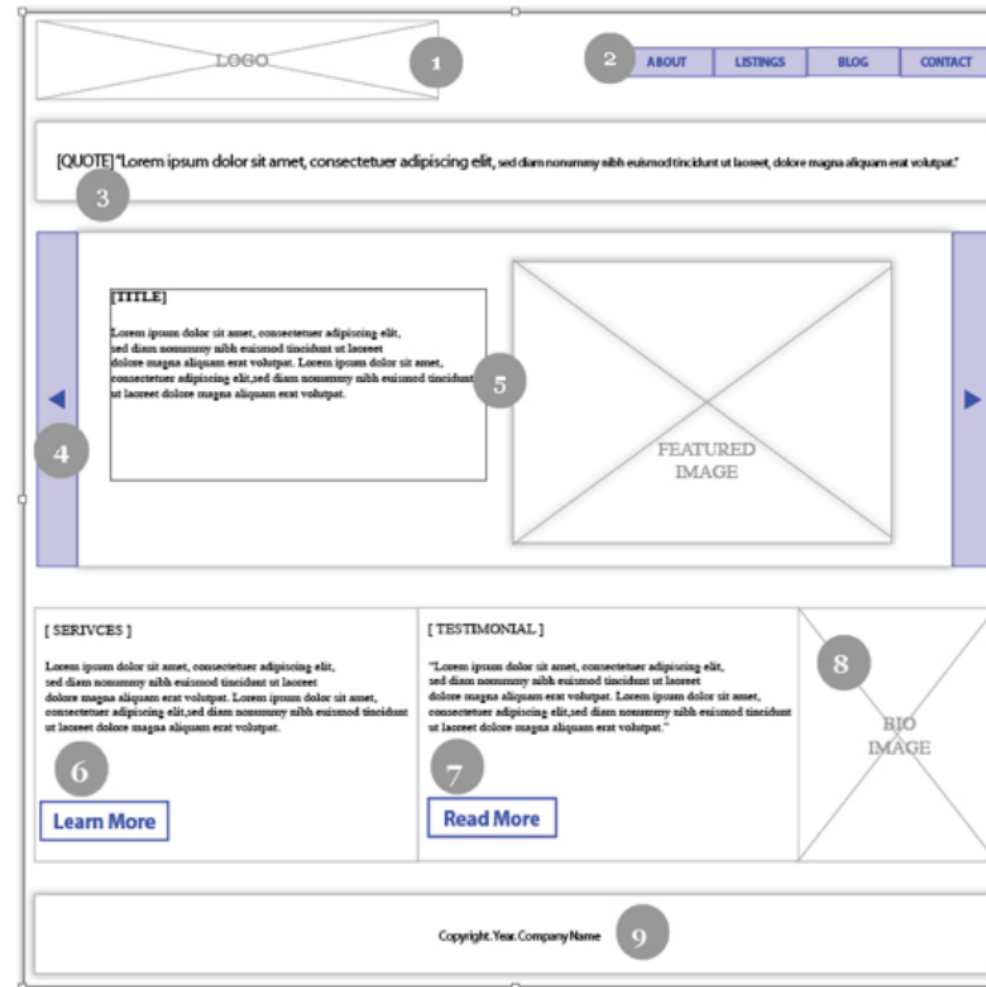 LOGO
1
2
ABOUT
LISTINGS
BLOG
CONTACT
[QUOTE] "Lorem ipsum dolor sit amet, consectetuer adipiscing elit, sed diam nonummy nibh euismod tincidunt ut laoreet, dolore magna aliquam erat volutpat."
3
4
[TITLE]
Lorem ipsum dolor sit amet, consectetuer adipiscing elit,
sed diam nonummy nibh euismod tincidunt ut laoreet
dolore magna aliquam erat volutpat. Lorem ipsum dolor sit amet,
consectetuer adipiscing elit,sed diam nonummy nibh euismod tincidunt
ut laoreet dolore magna aliquam erat volutpat.
5
FEATURED
IMAGE
[ SERIVCES ]
Lorem ipsum dolor sit amet, consectetuer adipiscing elit,
sed diam nonummy nibh euismod tincidunt ut laoreet
dolore magna aliquam erat volutpat. Lorem ipsum dolor sit amet,
consectetuer adipiscing elit,sed diam nonummy nibh euismod tincidunt
ut laoreet dolore magna aliquam erat volutpat.
6
Learn More
[ TESTIMONIAL ]
"Lorem ipsum dolor sit amet, consectetuer adipiscing elit,
sed diam nonummy nibh euismod tincidunt ut laoreet
dolore magna aliquam erat volutpat. Lorem ipsum dolor sit amet,
consectetuer adipiscing elit,sed diam nonummy nibh euismod tincidunt
ut laoreet dolore magna aliquam erat volutpat."
7
Read More
8
BIO
IMAGE
Copyright. Year. Company Name
9